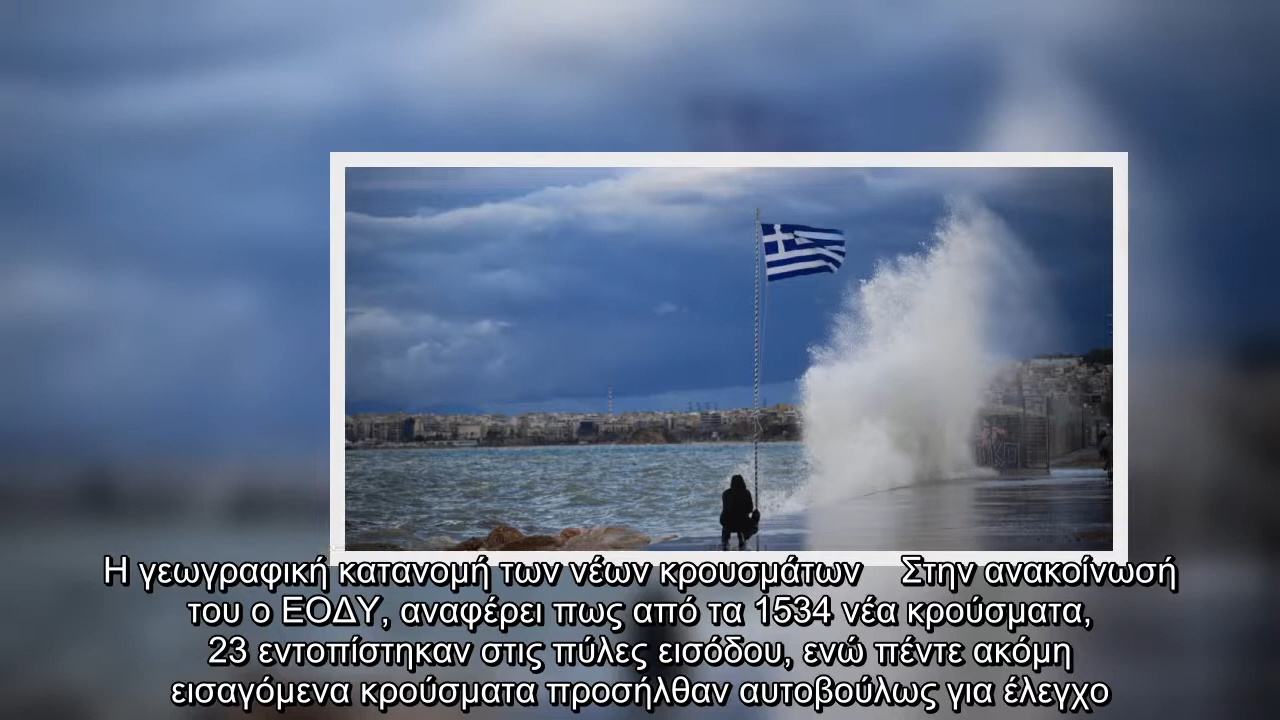 Η γεωγραφική κατανομή των νέων κρουσμάτων Στην ανακοίνωσή
του ο ΕΟΔΥ, αναφέρει πως από τα 1534 νέα κρούσματα,
23 εντοπίστηκαν στις πύλες εισόδου, ενώ πέντε ακόμη
εισαγόμενα κρούσματα προσήλθαν αυτοβούλως για έλεγχο